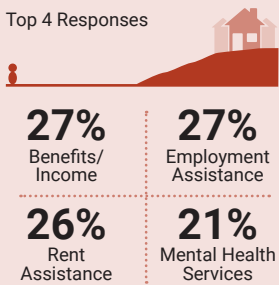 Top 4 Responses
27%
Benefits/
Income
27%
Employment
Assistance
26%
Rent
Assistance
21%
Mental Health
Services